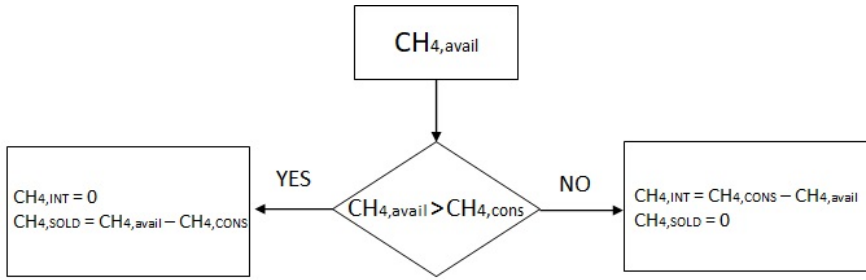 CH4,avail
YES
NO
CH4,avail > CH4,cons
CH4,INT = 0
CH4,SOLD = CH4,avail – CH4,CONS
CH4,INT = CH4,CONS – CH4,avail
CH4,SOLD = 0